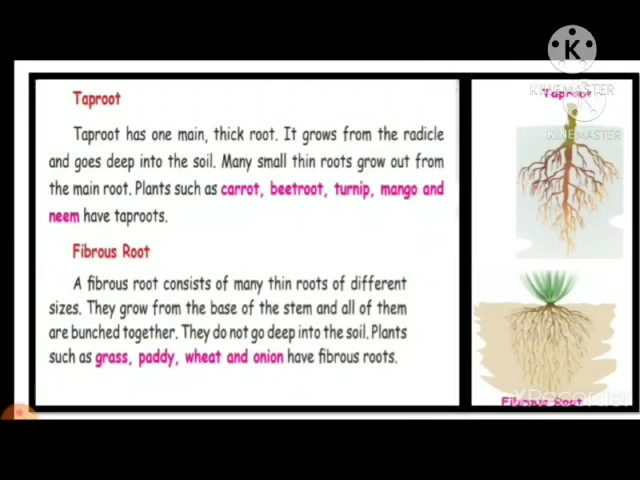 Taproot
Taproot has one main, thick root. It grows from the radicle
and goes deep into the soil. Many small thin roots grow out from
the main root. Plants such as carrot, beetroot, turnip, mango and
neem have taproots.
Fibrous Root
A fibrous root consists of many thin roots of different
sizes. They grow from the base of the stem and all of them
are bunched together. They do not go deep into the soil. Plants
such as grass, paddy, wheat and onion have fibrous roots.
K
KINEMASTER
Taproot
KINEMASTER
XRecorder
Fibrous Root